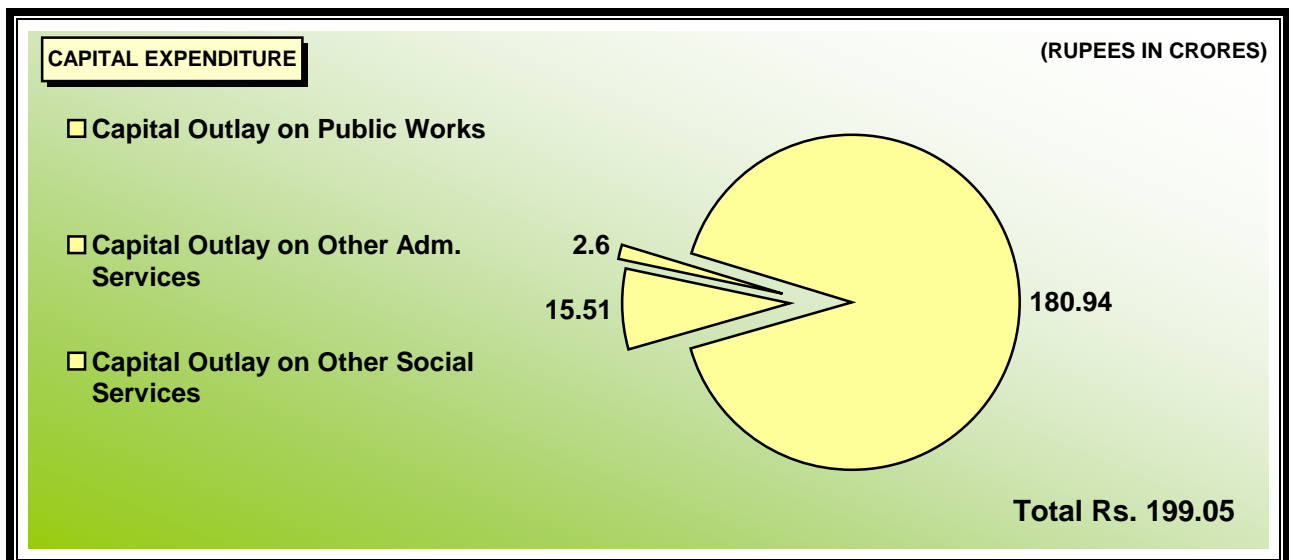 CAPITAL EXPENDITURE
(RUPEES IN CRORES)
Capital Outlay on Public Works
Capital Outlay on Other Adm.
Services
Capital Outlay on Other Social
Services
2.6
15.51
180.94
Total Rs. 199.05